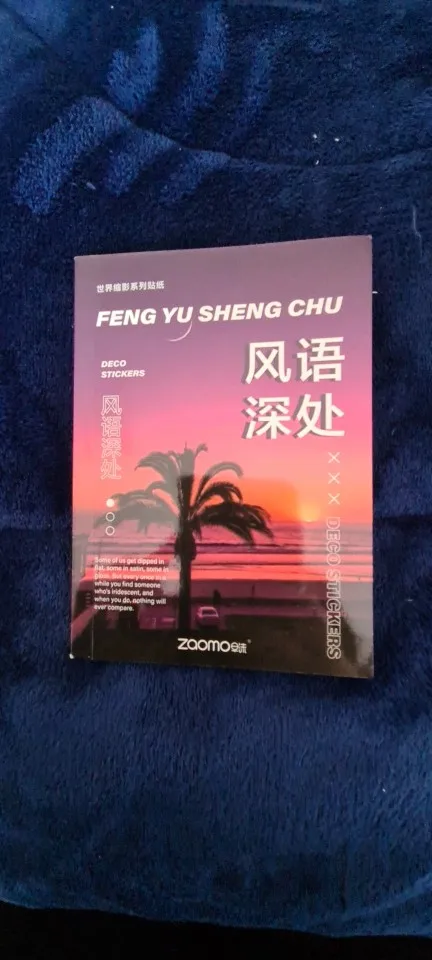 世界缩影系列贴纸
FENG YU SHENG CHU
DECO
STICKERS
风语
深处
风语深处
××× DECO STICKERS
Some of us get dipped in
flat, some in satin, some in
gloss. But every once in a
while you find someone
who's iridescent, and
when you do, nothing will
ever compare.
zaomo ®